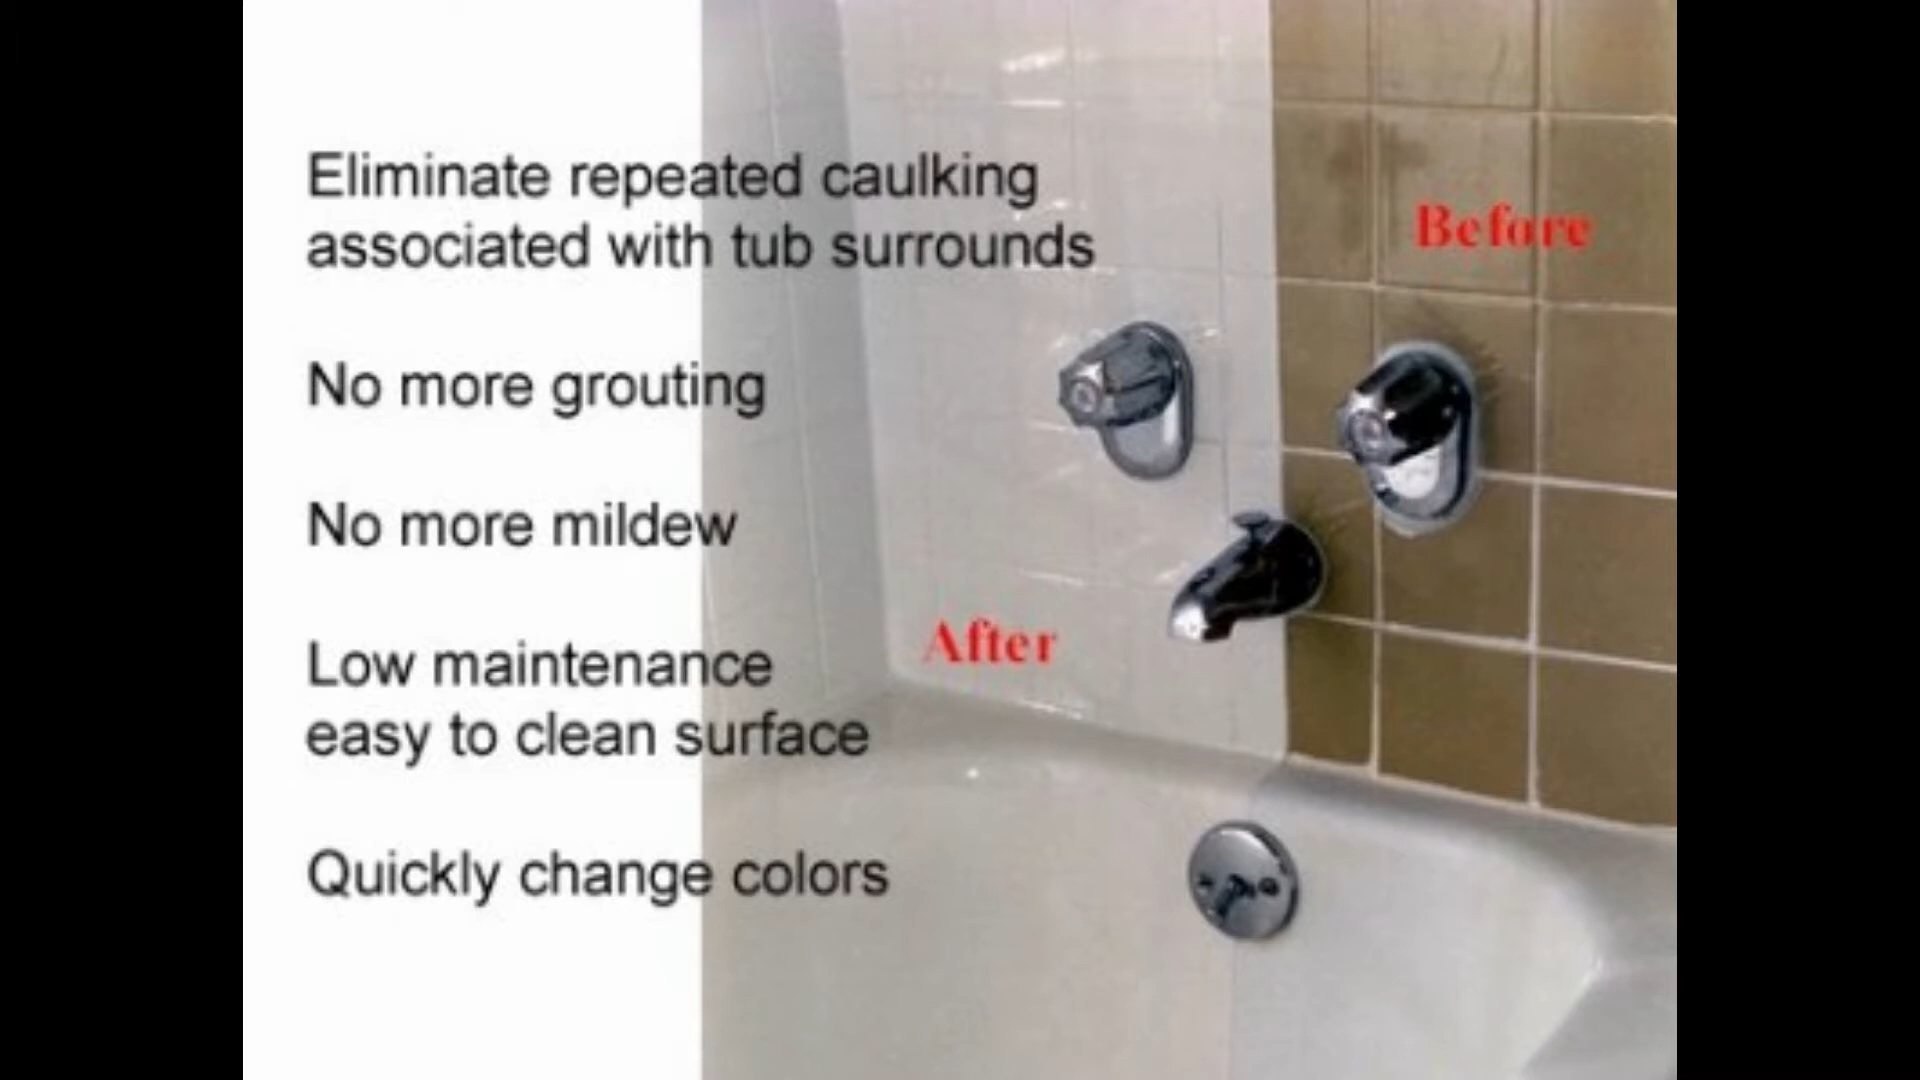 Eliminate repeated caulking
associated with tub surrounds
No more grouting
No more mildew
Low maintenance
easy to clean surface
Quickly change colors
Before
After